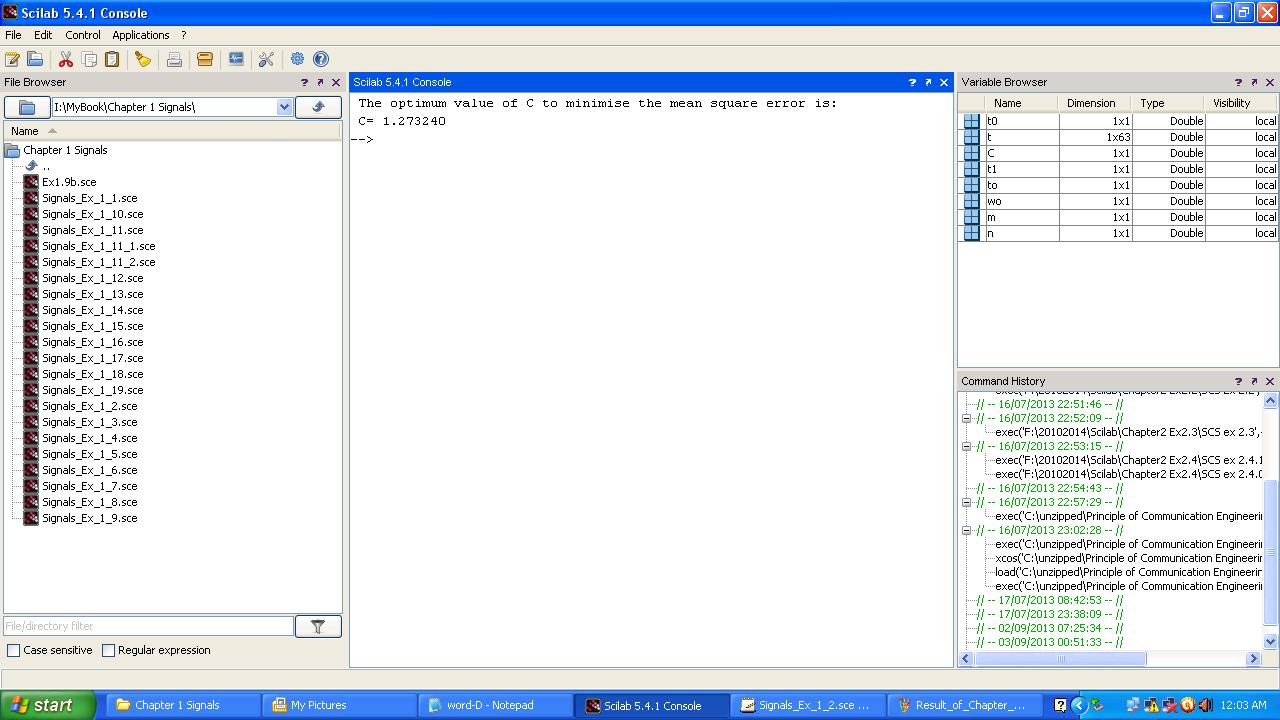 Scilab 5.4.1 Console
File Edit Control Applications ?
File Browser
I:\MyBook\Chapter 1 Signals\
Name
Chapter 1 Signals
..
Ex1.9b.sce
Signals_Ex_1_1.sce
Signals_Ex_1_10.sce
Signals_Ex_1_11.sce
Signals_Ex_1_11_1.sce
Signals_Ex_1_11_2.sce
Signals_Ex_1_12.sce
Signals_Ex_1_13.sce
Signals_Ex_1_14.sce
Signals_Ex_1_15.sce
Signals_Ex_1_16.sce
Signals_Ex_1_17.sce
Signals_Ex_1_18.sce
Signals_Ex_1_19.sce
Signals_Ex_1_2.sce
Signals_Ex_1_3.sce
Signals_Ex_1_4.sce
Signals_Ex_1_5.sce
Signals_Ex_1_6.sce
Signals_Ex_1_7.sce
Signals_Ex_1_8.sce
Signals_Ex_1_9.sce
File/directory filter
Case sensitive Regular expression
Scilab 5.4.1 Console
The optimum value of C to minimise the mean square error is:
C= 1.273240
-->
Variable Browser
Name Dimension Type Visibility
t0 1x1 Double local
t 1x63 Double local
C 1x1 Double local
t1 1x1 Double local
to 1x1 Double local
wo 1x1 Double local
m 1x1 Double local
n 1x1 Double local
Command History
// -- 16/07/2013 22:51:46 -- //
// -- 16/07/2013 22:52:09 -- //
exec('F:\20102014\Scilab\Chapter2 Ex2.3\SCS ex 2.3',
// -- 16/07/2013 22:53:15 -- //
exec('F:\20102014\Scilab\Chapter2 Ex2.4\SCS ex 2.4.
exec('F:\20102014\Scilab\Chapter2 Ex2.4\SCS ex 2.4.
// -- 16/07/2013 22:54:43 -- //
// -- 16/07/2013 22:57:29 -- //
exec('C:\unzipped\Principle of Communication Engineeri
// -- 16/07/2013 23:02:28 -- //
exec('C:\unzipped\Principle of Communication Engineeri
xcos('C:\unzipped\Principle of Communication Engineeri
load('C:\unzipped\Principle of Communication Engineeri
exec('C:\unzipped\Principle of Communication Engineeri
// -- 17/07/2013 08:42:53 -- //
// -- 17/07/2013 23:38:09 -- //
// -- 02/09/2013 07:25:34 -- //
// -- 03/09/2013 00:51:33 -- //
start Chapter 1 Signals My Pictures word-D - Notepad Scilab 5.4.1 Console Signals_Ex_1_2.sce ... Result_of_Chapter_... 12:03 AM